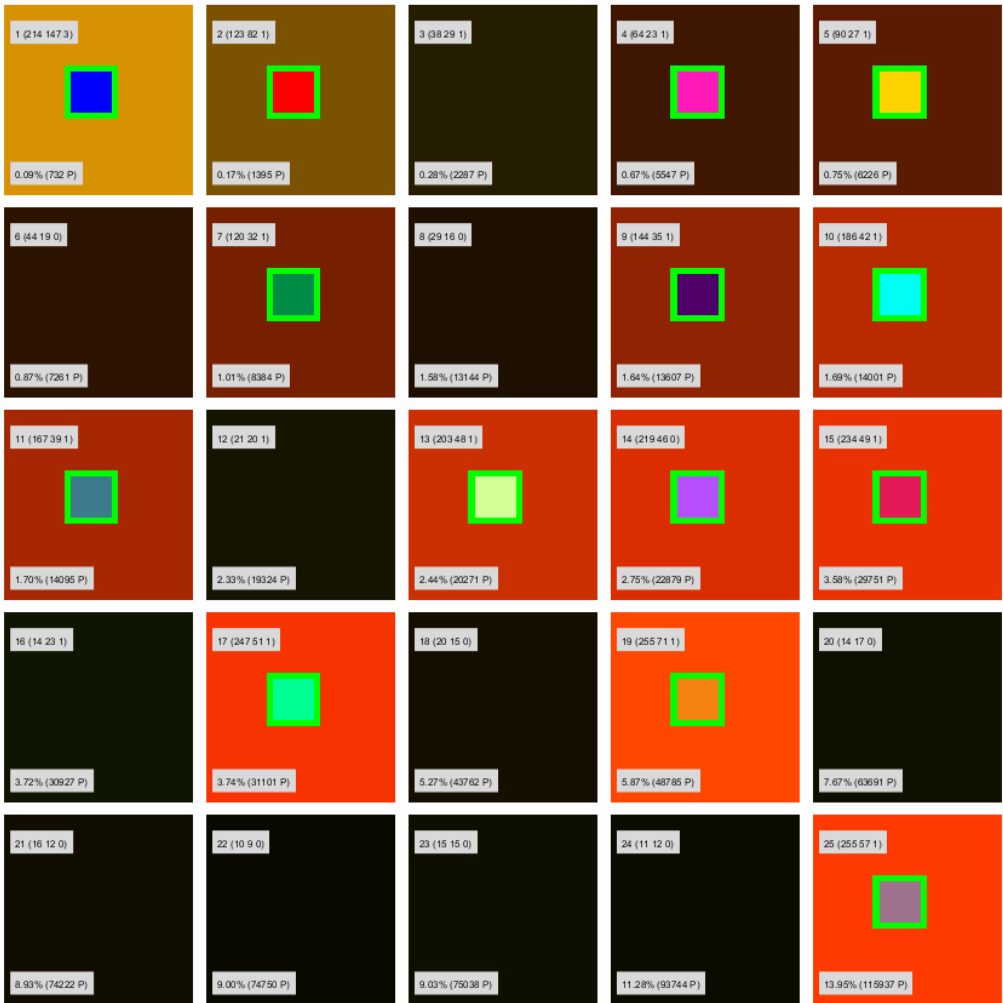 1 (214 147 3)
2 (123 82 1)
3 (38 29 1)
4 (64 23 1)
5 (90 27 1)
0.09% (732 P)
0.17% (1395 P)
0.28% (2287 P)
0.67% (5547 P)
0.75% (6226 P)
6 (44 19 0)
7 (120 32 1)
8 (29 16 0)
9 (144 35 1)
10 (186 42 1)
0.87% (7261 P)
1.01% (8384 P)
1.58% (13144 P)
1.64% (13607 P)
1.69% (14001 P)
11 (167 39 1)
12 (21 20 1)
13 (203 48 1)
14 (219 46 0)
15 (234 49 1)
1.70% (14095 P)
2.33% (19324 P)
2.44% (20271 P)
2.75% (22879 P)
3.58% (29751 P)
16 (14 23 1)
17 (247 51 1)
18 (20 15 0)
19 (255 71 1)
20 (14 17 0)
3.72% (30927 P)
3.74% (31101 P)
5.27% (43762 P)
5.87% (48785 P)
7.67% (63691 P)
21 (16 12 0)
22 (10 9 0)
23 (15 15 0)
24 (11 12 0)
25 (255 57 1)
8.93% (74222 P)
9.00% (74750 P)
9.03% (75038 P)
11.28% (93744 P)
13.95% (115937 P)